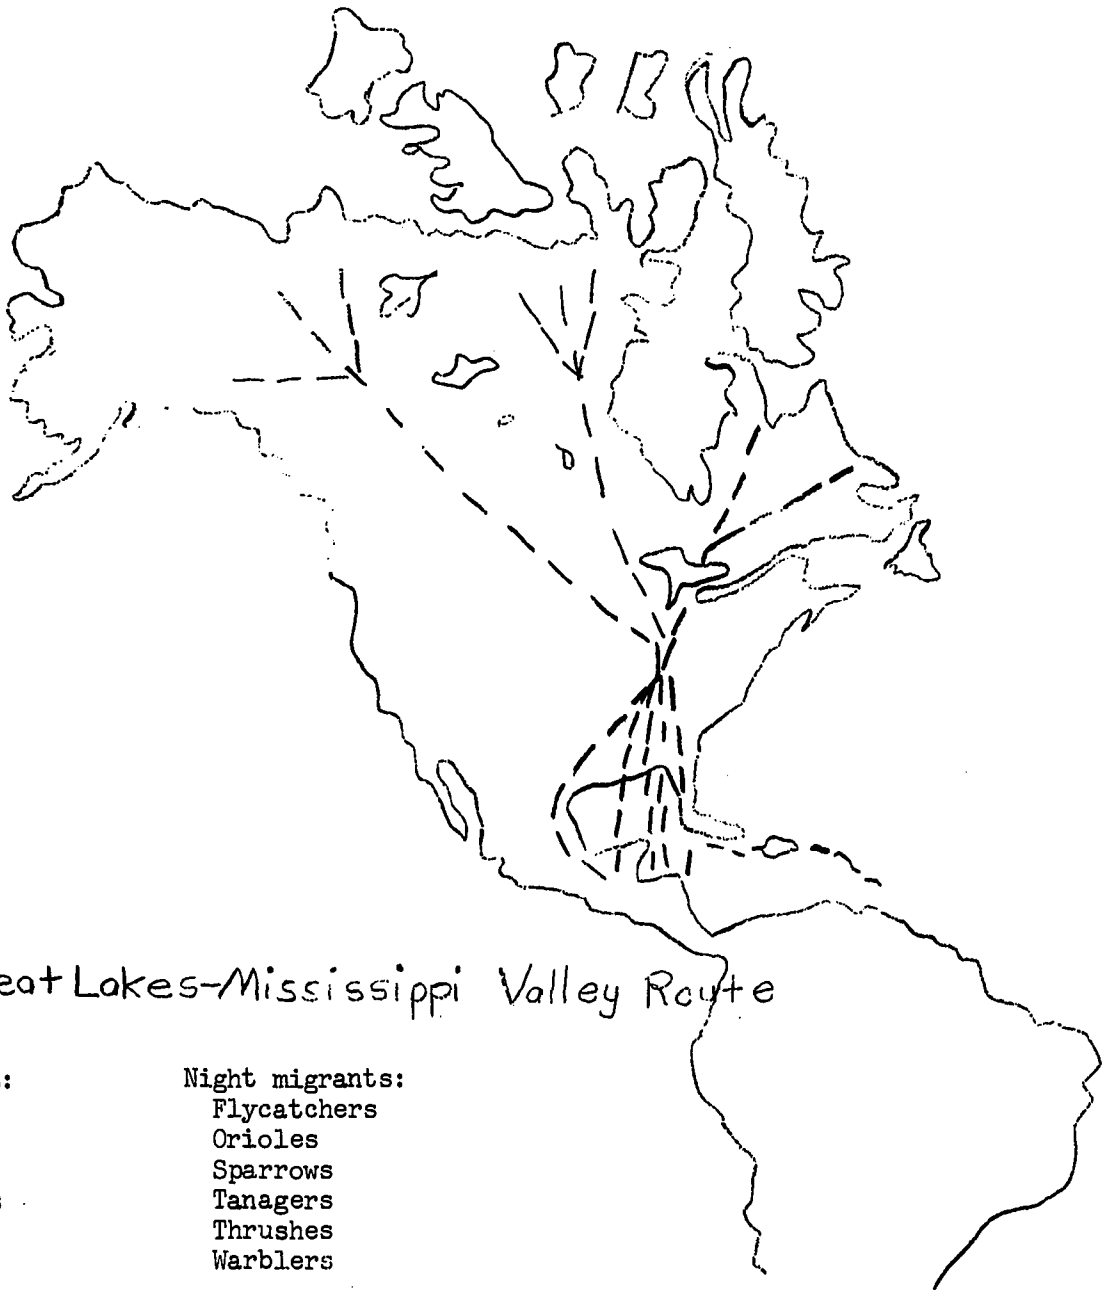 eat Lakes-Mississippi Valley Route
Night migrants:
Flycatchers
Orioles
Sparrows
Tanagers
Thrushes
Warblers